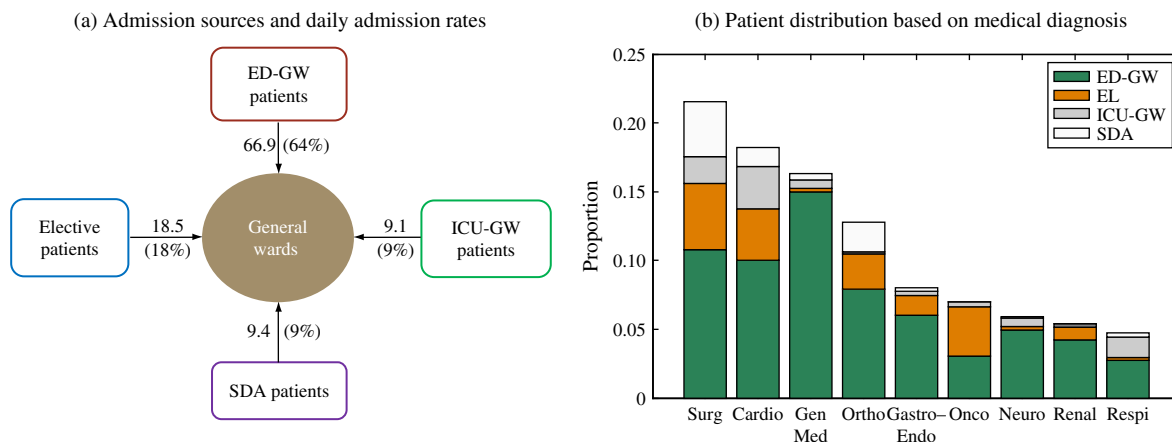 (a) Admission sources and daily admission rates
ED-GW
patients
66.9 (64%)
Elective
patients
18.5
(18%)
General
wards
9.1
(9%)
ICU-GW
patients
9.4 (9%)
SDA patients
(b) Patient distribution based on medical diagnosis
Proportion
0.25
0.20
0.15
0.10
0.05
0
ED-GW
EL
ICU-GW
SDA
Surg Cardio Gen Ortho Gastro– Onco Neuro Renal Respi
Med Endo